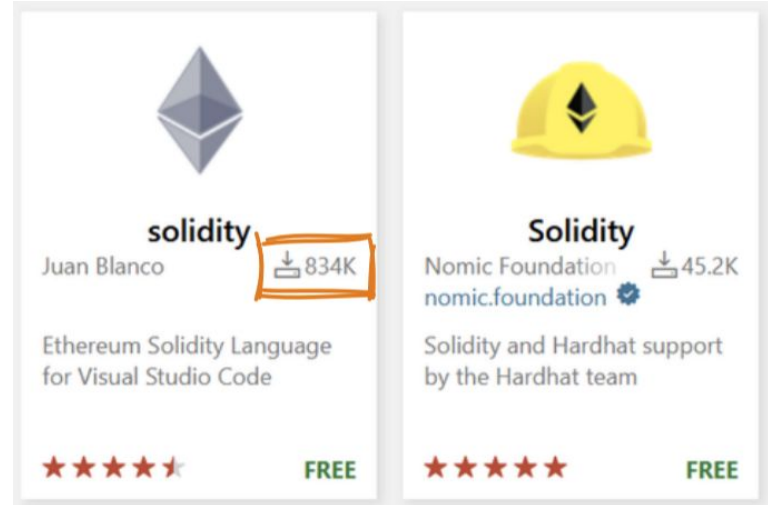 solidity
Juan Blanco 834K
Ethereum Solidity Language
for Visual Studio Code
FREE
Solidity
Nomic Foundation 45.2K
nomic.foundation
Solidity and Hardhat support
by the Hardhat team
FREE